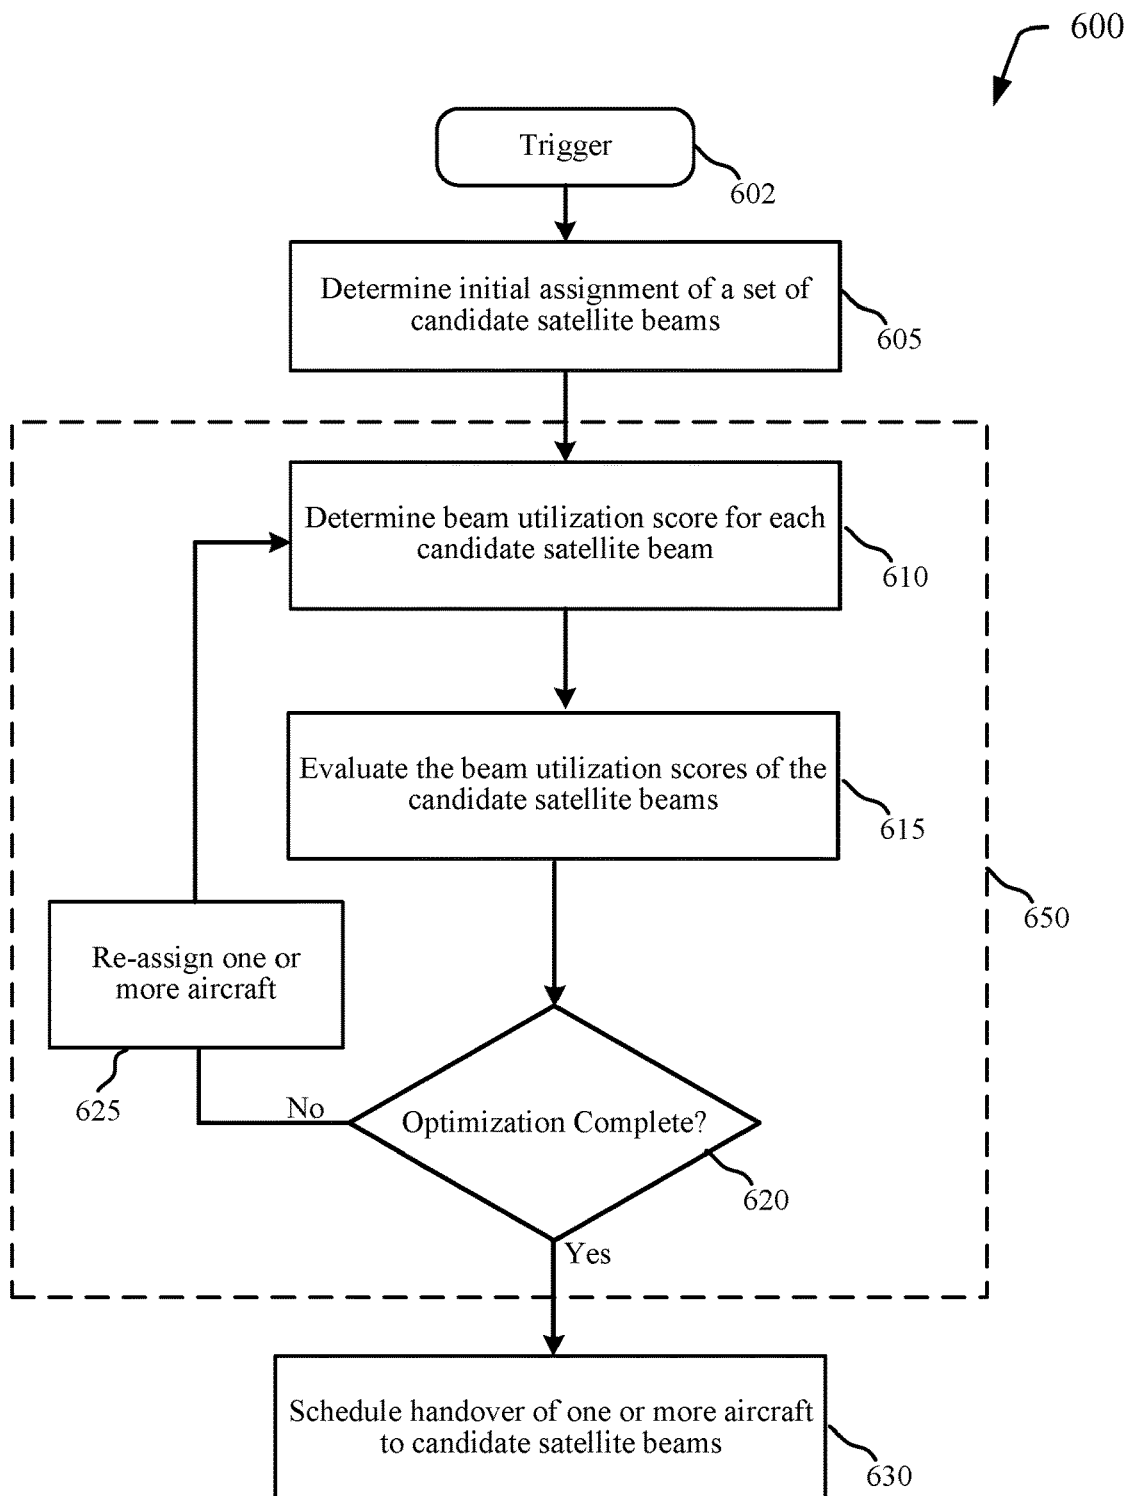 600
Trigger
602
Determine initial assignment of a set of
candidate satellite beams
605
Determine beam utilization score for each
candidate satellite beam
610
Evaluate the beam utilization scores of the
candidate satellite beams
615
650
Re-assign one or
more aircraft
625
No
Optimization Complete?
620
Yes
Schedule handover of one or more aircraft
to candidate satellite beams
630